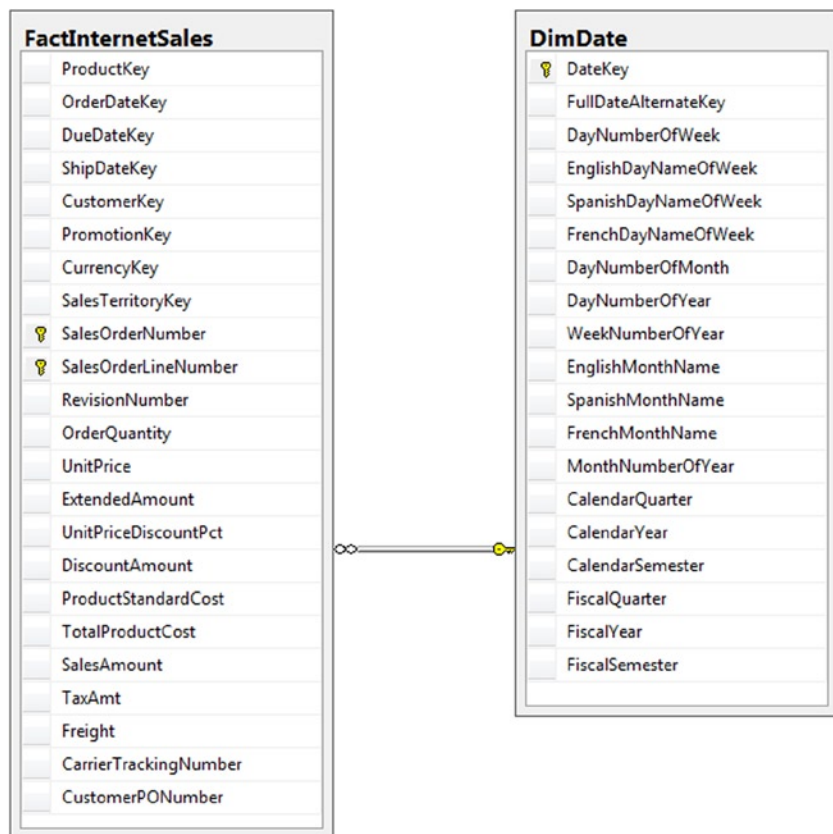 FactInternetSales
ProductKey
OrderDateKey
DueDateKey
ShipDateKey
CustomerKey
PromotionKey
CurrencyKey
SalesTerritoryKey
SalesOrderNumber
SalesOrderLineNumber
RevisionNumber
OrderQuantity
UnitPrice
ExtendedAmount
UnitPriceDiscountPct
DiscountAmount
ProductStandardCost
TotalProductCost
SalesAmount
TaxAmt
Freight
CarrierTrackingNumber
CustomerPONumber
DimDate
DateKey
FullDateAlternateKey
DayNumberOfWeek
EnglishDayNameOfWeek
SpanishDayNameOfWeek
FrenchDayNameOfWeek
DayNumberOfMonth
DayNumberOfYear
WeekNumberOfYear
EnglishMonthName
SpanishMonthName
FrenchMonthName
MonthNumberOfYear
CalendarQuarter
CalendarYear
CalendarSemester
FiscalQuarter
FiscalYear
FiscalSemester